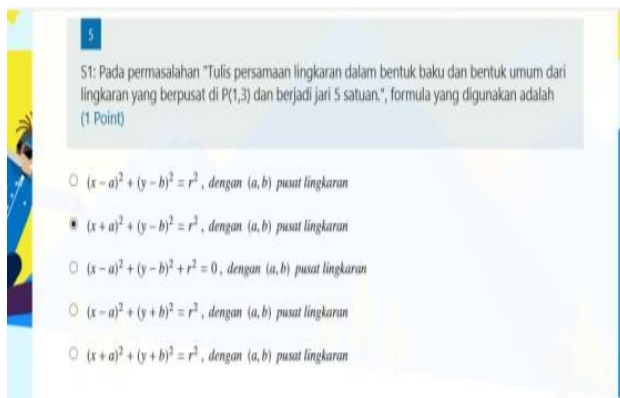 5
S1: Pada permasalahan "Tulis persamaan lingkaran dalam bentuk baku dan bentuk umum dari
lingkaran yang berpusat di P(1,3) dan berjadi jari 5 satuan.", formula yang digunakan adalah
(1 Point)
(x − a)² + (y − b)² = r² , dengan (a, b) pusat lingkaran
(x + a)² + (y − b)² = r² , dengan (a, b) pusat lingkaran
(x − a)² + (y − b)² + r² = 0 , dengan (a, b) pusat lingkaran
(x − a)² + (y + b)² = r² , dengan (a, b) pusat lingkaran
(x + a)² + (y + b)² = r² , dengan (a, b) pusat lingkaran